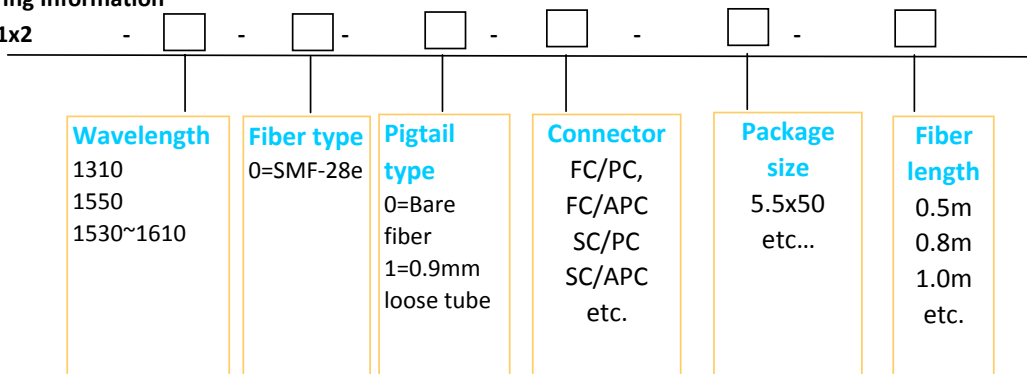 ing Information
1x2 - - - - - -
Wavelength
1310
1550
1530~1610
Fiber type
0=SMF-28e
Pigtail
type
0=Bare
fiber
1=0.9mm
loose tube
Connector
FC/PC,
FC/APC
SC/PC
SC/APC
etc.
Package
size
5.5x50
etc…
Fiber
length
0.5m
0.8m
1.0m
etc.